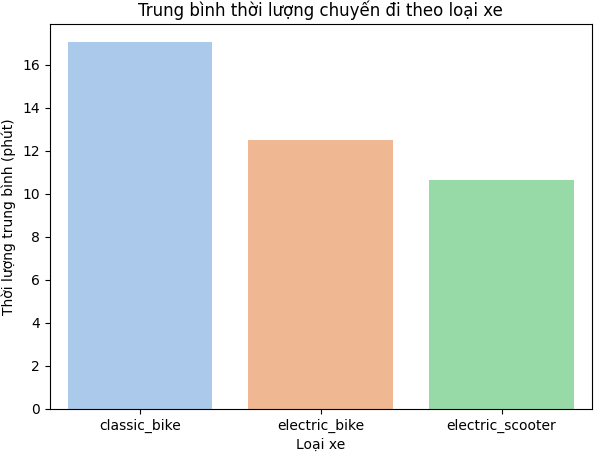 Trung bình thời lượng chuyến đi theo loại xe
Thời lượng trung bình (phút)
16
14
12
10
8
6
4
2
0
classic_bike
electric_bike
electric_scooter
Loại xe